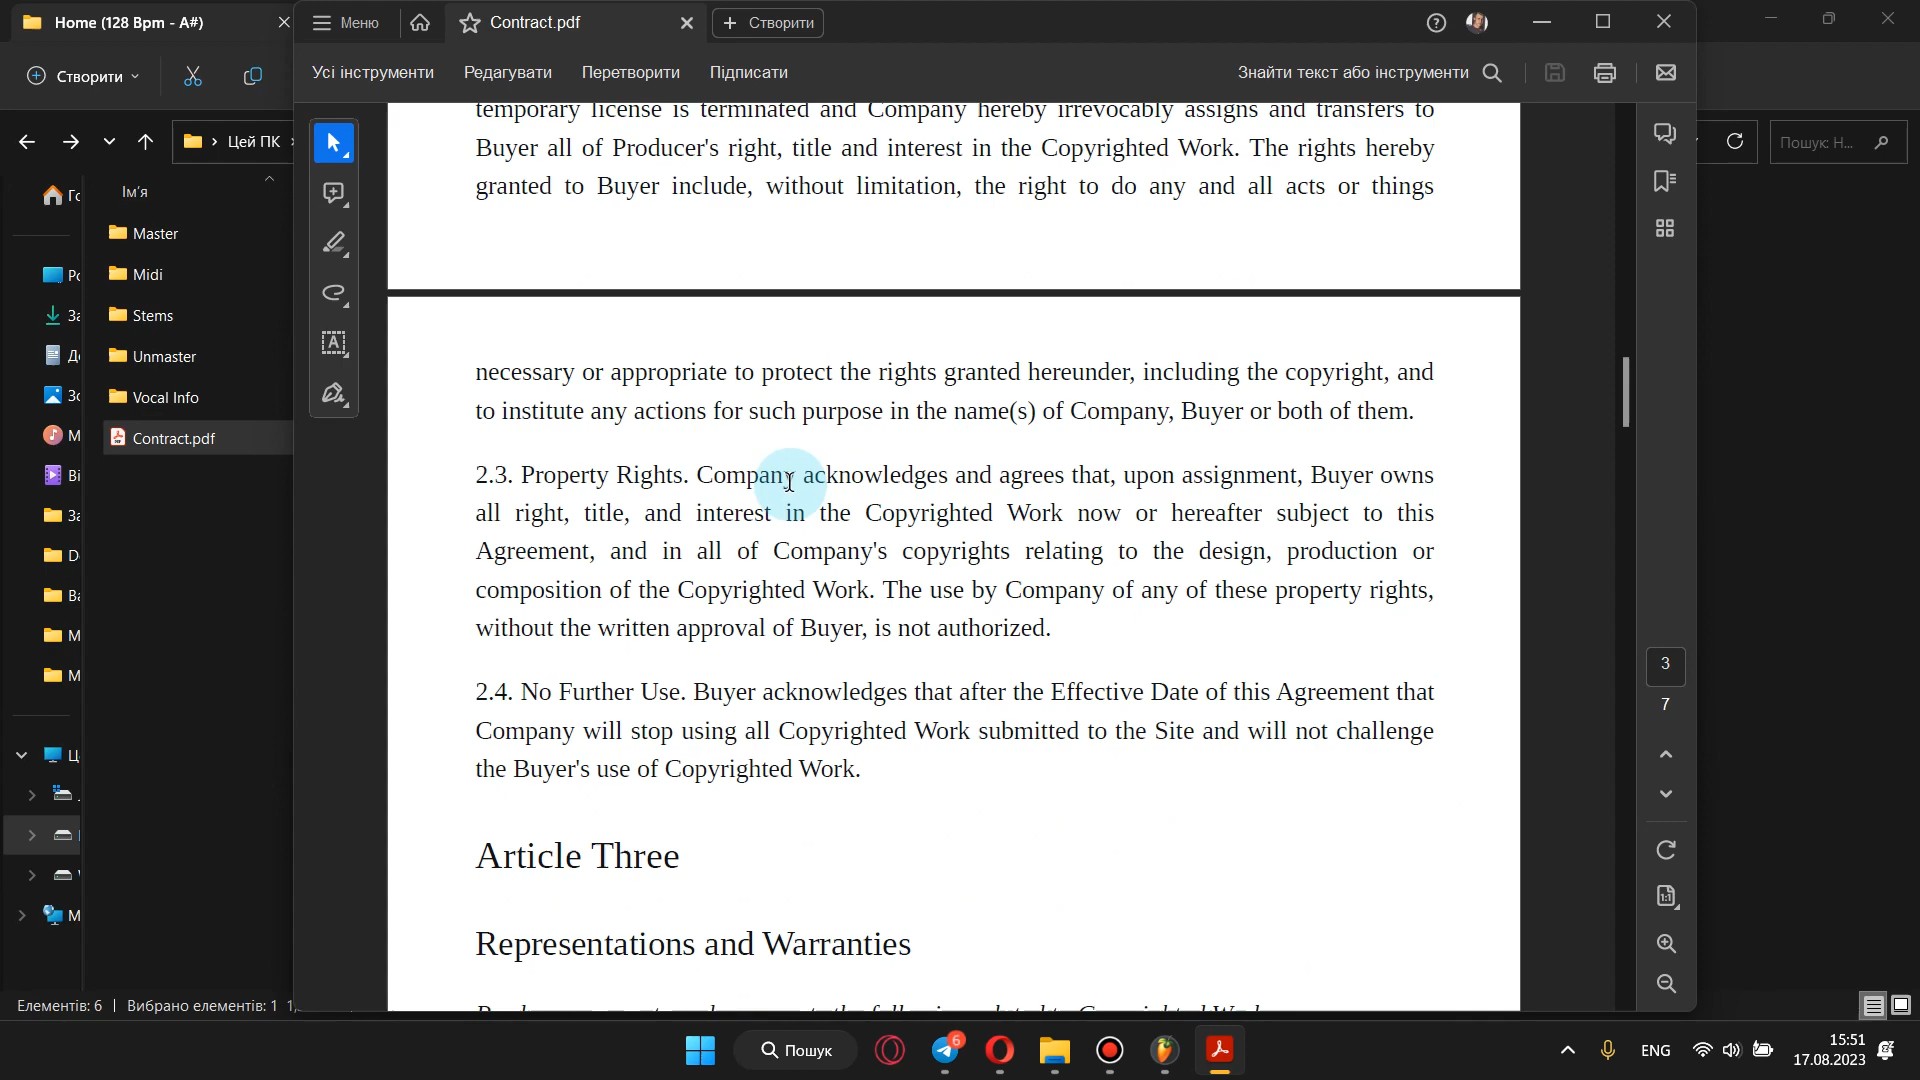 Home (128 Bpm - A#)
Меню
Contract.pdf
Створити
Створити
Усі інструменти
Редагувати
Перетворити
Підписати
Знайти текст або інструменти
Цей ПК
Пошук: H...
Ім'я
Master
Midi
Stems
Unmaster
Vocal Info
Contract.pdf
temporary license is terminated and Company hereby irrevocably assigns and transfers to
Buyer all of Producer's right, title and interest in the Copyrighted Work. The rights hereby
granted to Buyer include, without limitation, the right to do any and all acts or things
necessary or appropriate to protect the rights granted hereunder, including the copyright, and
to institute any actions for such purpose in the name(s) of Company, Buyer or both of them.
2.3. Property Rights. Company acknowledges and agrees that, upon assignment, Buyer owns
all right, title, and interest in the Copyrighted Work now or hereafter subject to this
Agreement, and in all of Company's copyrights relating to the design, production or
composition of the Copyrighted Work. The use by Company of any of these property rights,
without the written approval of Buyer, is not authorized.
2.4. No Further Use. Buyer acknowledges that after the Effective Date of this Agreement that
Company will stop using all Copyrighted Work submitted to the Site and will not challenge
the Buyer's use of Copyrighted Work.
Article Three
Representations and Warranties
3
7
Елементів: 6
Вибрано елементів: 1
Пошук
6
ENG
15:51
17.08.2023